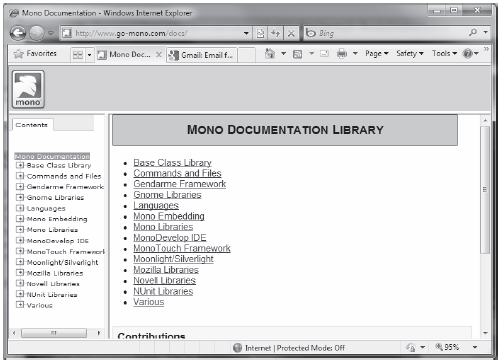 Mono Documentation - Windows Internet Explorer
http://www.go-mono.com/docs/
Bing
Favorites
Mono Doc...
Gmail: Email f...
Page
Safety
Tools
mono
Contents
Mono Documentation
Base Class Library
Commands and Files
Gendarme Framework
Gnome Libraries
Languages
Mono Embedding
Mono Libraries
MonoDevelop IDE
MonoTouch Framework
Moonlight/Silverlight
Mozilla Libraries
Novell Libraries
NUnit Libraries
Various
MONO DOCUMENTATION LIBRARY
• Base Class Library
• Commands and Files
• Gendarme Framework
• Gnome Libraries
• Languages
• Mono Embedding
• Mono Libraries
• MonoDevelop IDE
• MonoTouch Framework
• Moonlight/Silverlight
• Mozilla Libraries
• Novell Libraries
• NUnit Libraries
• Various
Contributions
Internet | Protected Mode: Off
95%